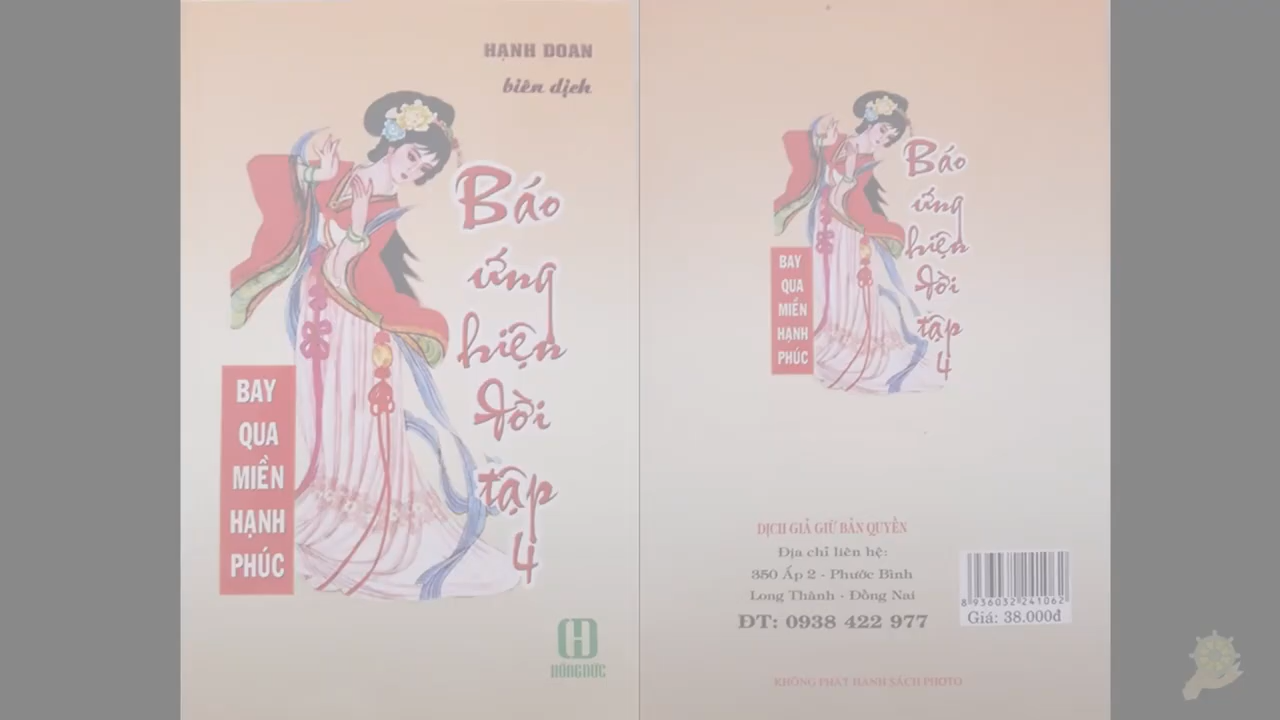 HẠNH ĐOAN
biên dịch
Báo
ứng
hiện
đời
tập
4
BAY
QUA
MIỀN
HẠNH
PHÚC
HỒNG ĐỨC
Báo
ứng
hiện
đời
tập
4
BAY
QUA
MIỀN
HẠNH
PHÚC
DỊCH GIẢ GIỮ BẢN QUYỀN
Địa chỉ liên hệ:
350 Ấp 2 - Phước Bình
Long Thành - Đồng Nai
ĐT: 0938 422 977
8 936032 241062
Giá: 38.000đ
KHÔNG PHÁT HÀNH SÁCH PHOTO